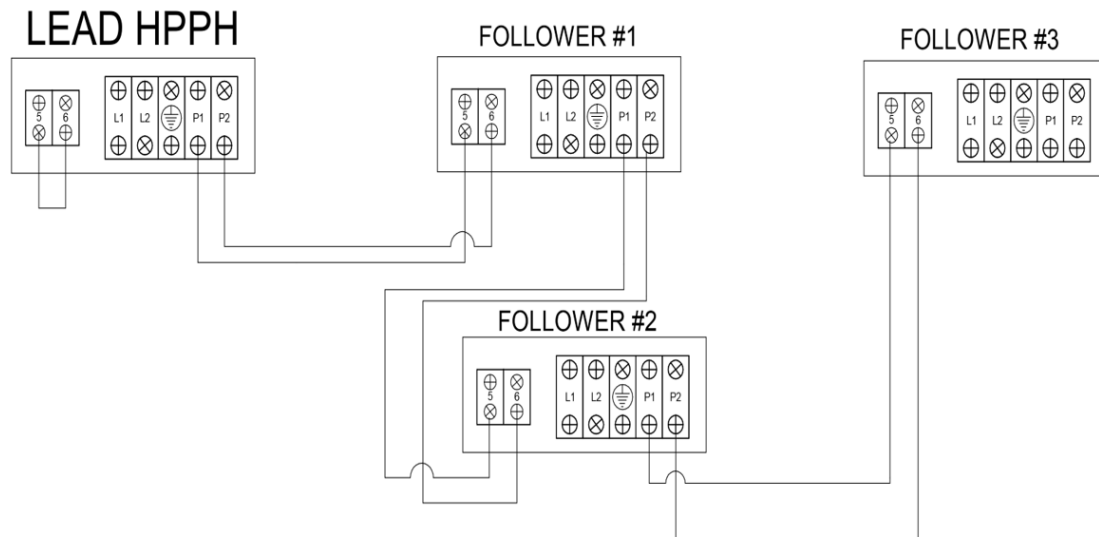 LEAD HPPH
5 6 L1 L2 P1 P2
FOLLOWER #1
5 6 L1 L2 P1 P2
FOLLOWER #3
5 6 L1 L2 P1 P2
FOLLOWER #2
5 6 L1 L2 P1 P2